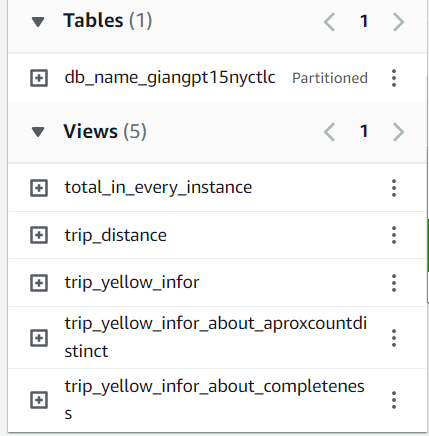 Tables (1) 1
db_name_giangpt15nyctlc Partitioned
Views (5) 1
total_in_every_instance
trip_distance
trip_yellow_infor
trip_yellow_infor_about_aproxcountdi
stinct
trip_yellow_infor_about_completenes
s